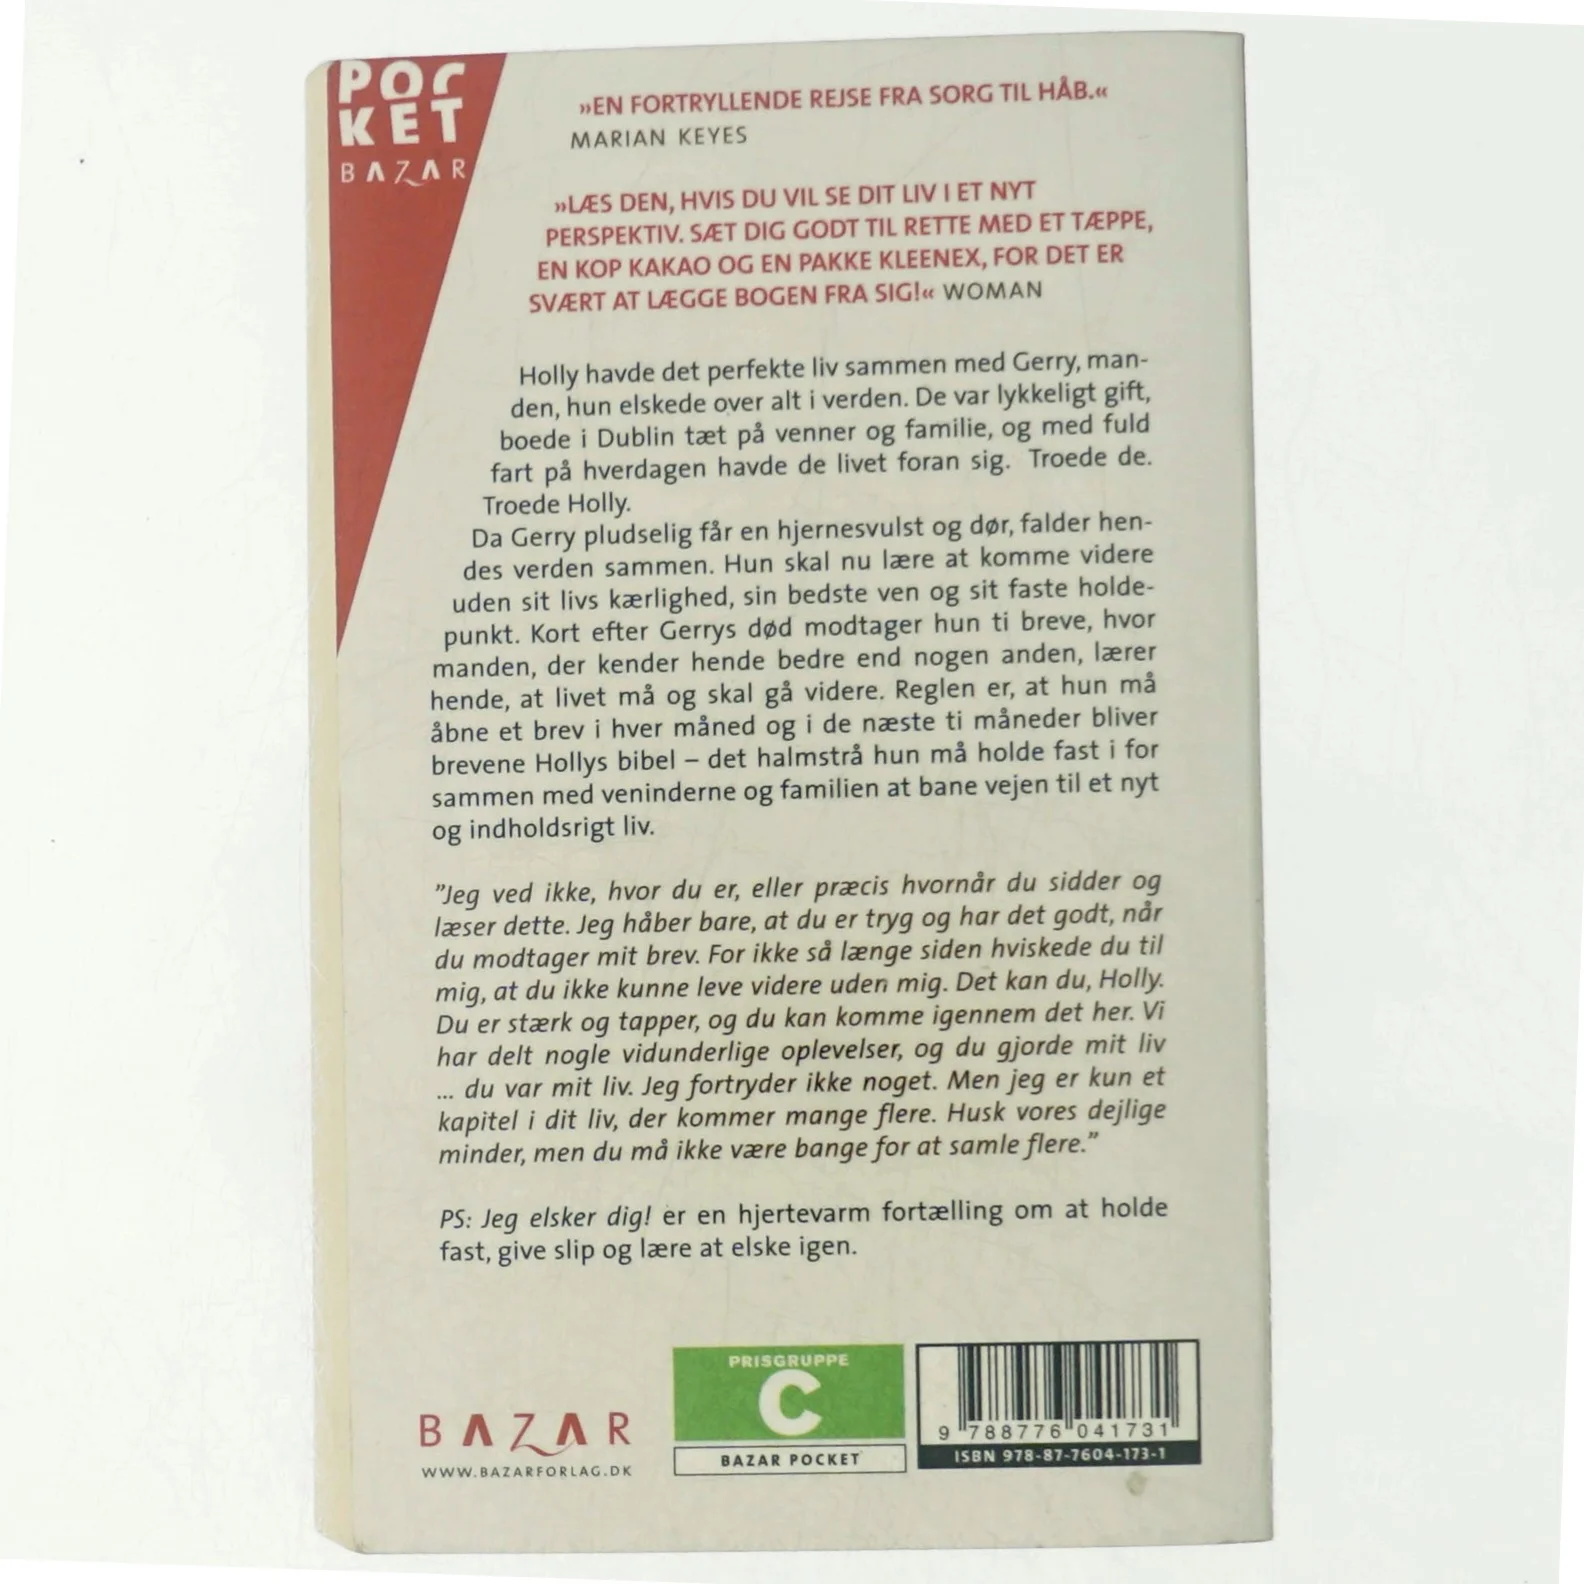 POCKET
BAZAR
»EN FORTRYLLENDE REJSE FRA SORG TIL HÅB.«
MARIAN KEYES
»LÆS DEN, HVIS DU VIL SE DIT LIV I ET NYT
PERSPEKTIV. SÆT DIG GODT TIL RETTE MED ET TÆPPE,
EN KOP KAKAO OG EN PAKKE KLEENEX, FOR DET ER
SVÆRT AT LÆGGE BOGEN FRA SIG!« WOMAN
Holly havde det perfekte liv sammen med Gerry, man-
den, hun elskede over alt i verden. De var lykkeligt gift,
boede i Dublin tæt på venner og familie, og med fuld
fart på hverdagen havde de livet foran sig. Troede de.
Troede Holly.
Da Gerry pludselig får en hjernesvulst og dør, falder hen-
des verden sammen. Hun skal nu lære at komme videre
uden sit livs kærlighed, sin bedste ven og sit faste holde-
punkt. Kort efter Gerrys død modtager hun ti breve, hvor
manden, der kender hende bedre end nogen anden, lærer
hende, at livet må og skal gå videre. Reglen er, at hun må
åbne et brev i hver måned og i de næste ti måneder bliver
brevene Hollys bibel – det halmstrå hun må holde fast i for
sammen med veninderne og familien at bane vejen til et nyt
og indholdsrigt liv.
”Jeg ved ikke, hvor du er, eller præcis hvornår du sidder og
læser dette. Jeg håber bare, at du er tryg og har det godt, når
du modtager mit brev. For ikke så længe siden hviskede du til
mig, at du ikke kunne leve videre uden mig. Det kan du, Holly.
Du er stærk og tapper, og du kan komme igennem det her. Vi
har delt nogle vidunderlige oplevelser, og du gjorde mit liv
... du var mit liv. Jeg fortryder ikke noget. Men jeg er kun et
kapitel i dit liv, der kommer mange flere. Husk vores dejlige
minder, men du må ikke være bange for at samle flere.”
PS: Jeg elsker dig! er en hjertevarm fortælling om at holde
fast, give slip og lære at elske igen.
BAZAR
WWW.BAZARFORLAG.DK
PRISGRUPPE
C
BAZAR POCKET
9 788776 041731
ISBN 978-87-7604-173-1